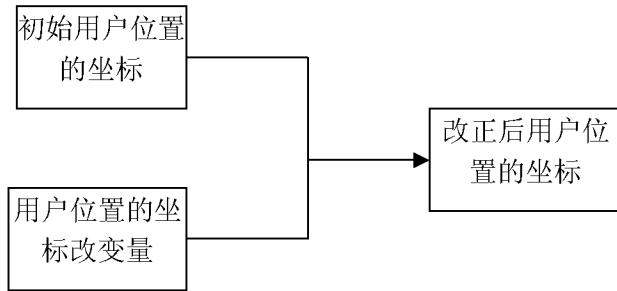 初始用户位置
的坐标
改正后用户位
置的坐标
用户位置的坐
标改变量